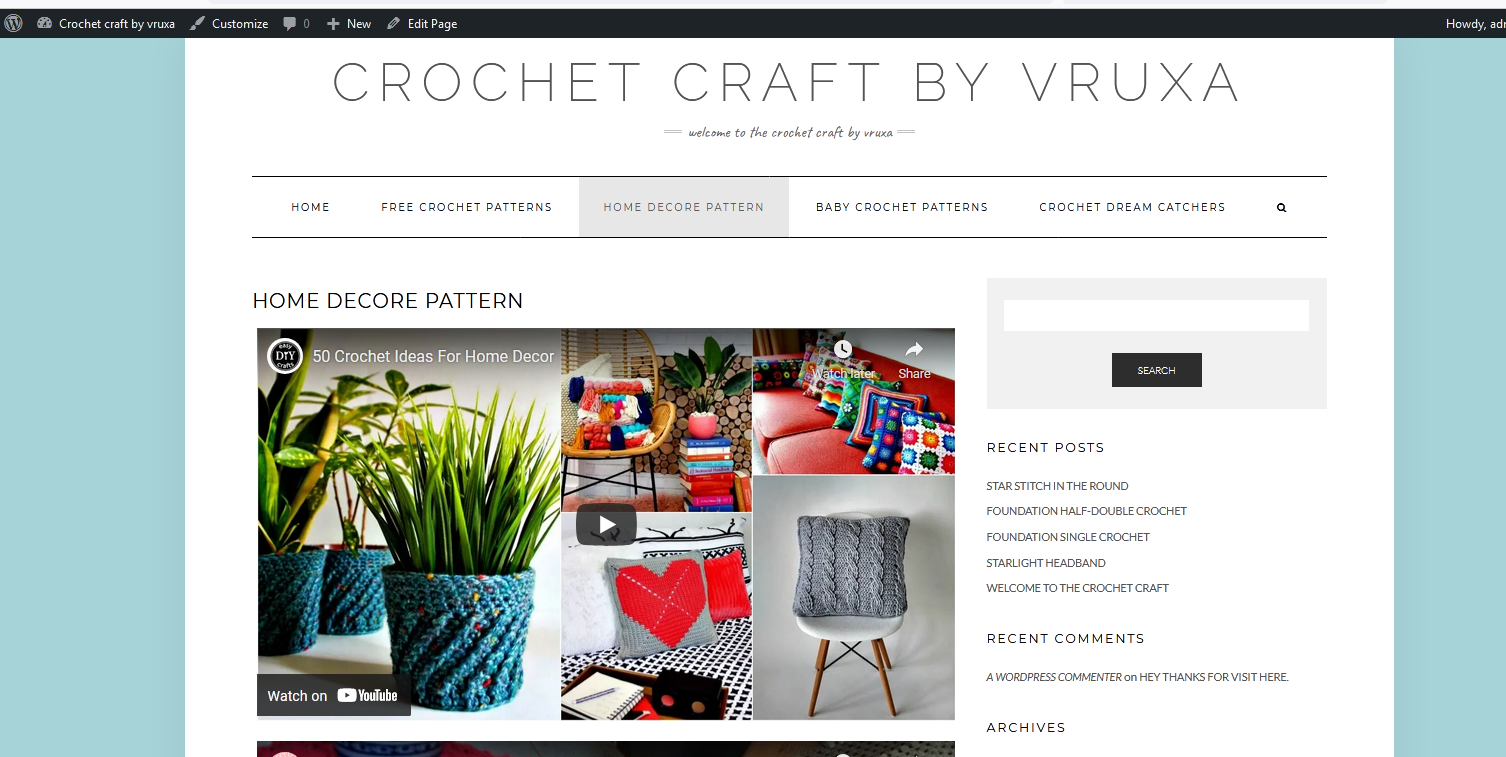 Crochet craft by vruxa Customize 0 New Edit Page Howdy,
CROCHET CRAFT BY VRUXA
welcome to the crochet craft by vruxa
HOME FREE CROCHET PATTERNS HOME DECORE PATTERN BABY CROCHET PATTERNS CROCHET DREAM CATCHERS
HOME DECORE PATTERN
easy
DIY
crafts
50 Crochet Ideas For Home Decor
Watch later Share
Watch on YouTube
SEARCH
RECENT POSTS
STAR STITCH IN THE ROUND
FOUNDATION HALF-DOUBLE CROCHET
FOUNDATION SINGLE CROCHET
STARLIGHT HEADBAND
WELCOME TO THE CROCHET CRAFT
RECENT COMMENTS
A WORDPRESS COMMENTER on HEY THANKS FOR VISIT HERE.
ARCHIVES